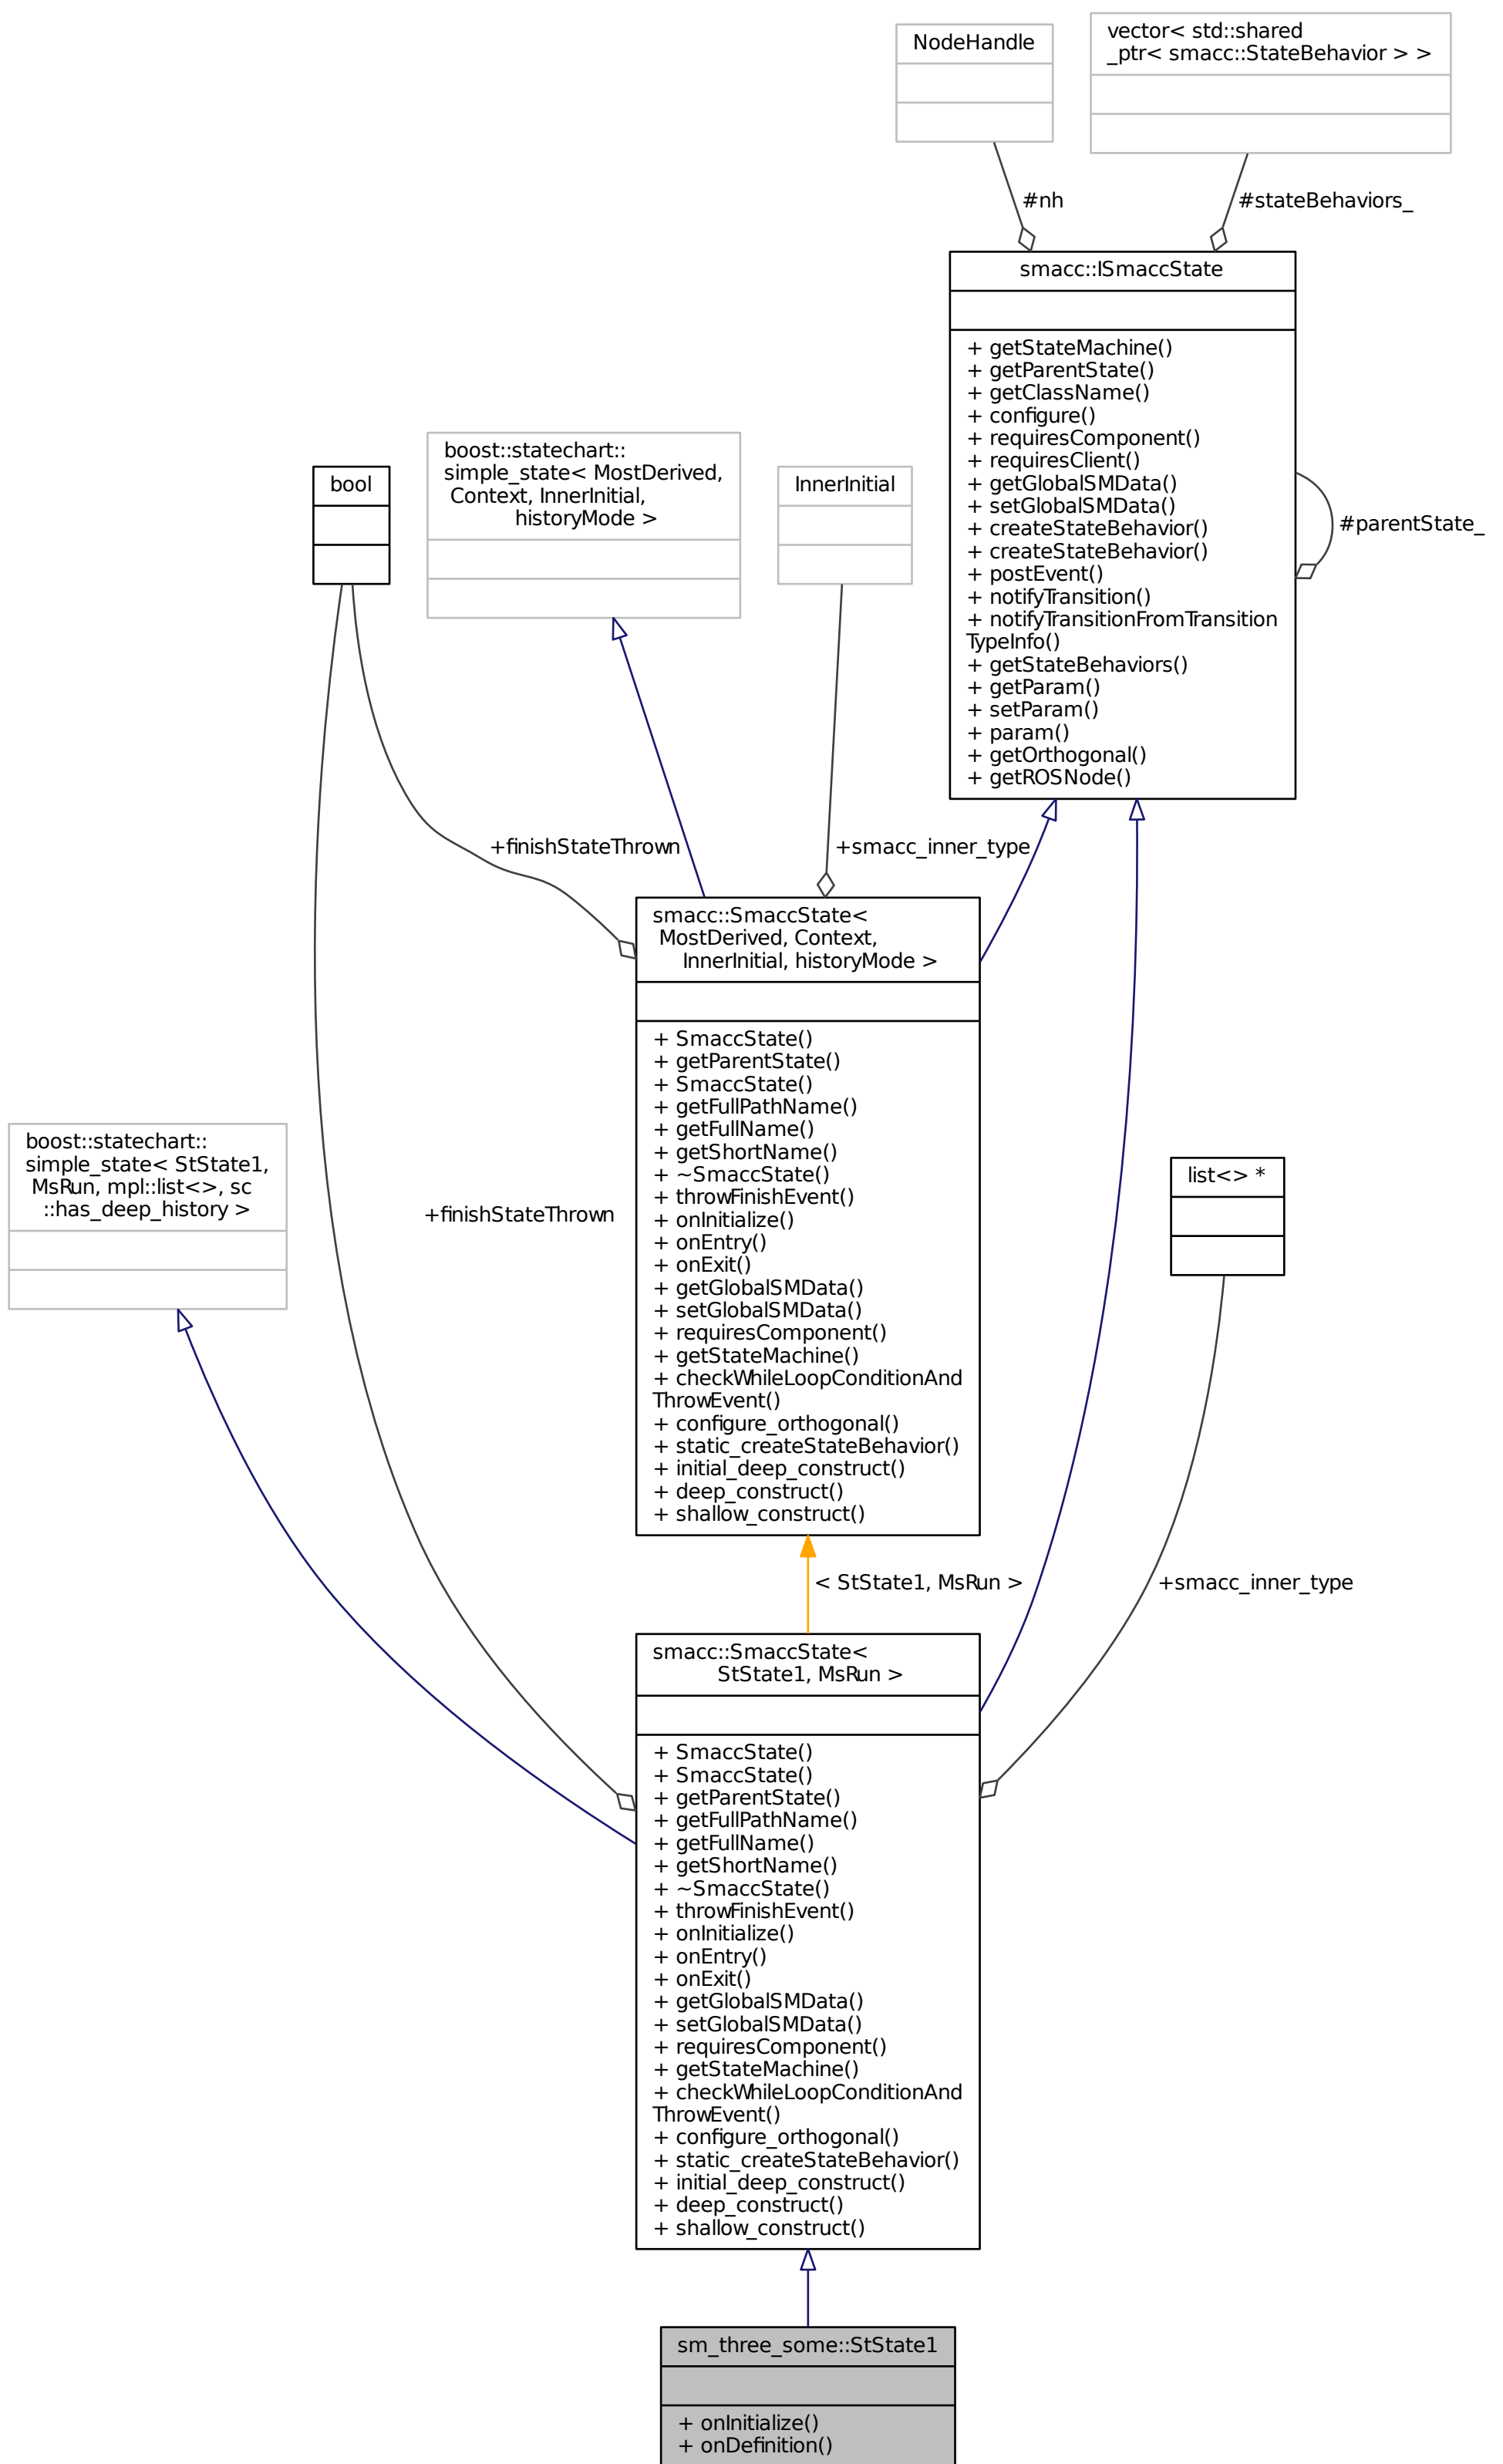 NodeHandle
vector< std::shared
_ptr< smacc::StateBehavior > >
#nh
#stateBehaviors_
smacc::ISmaccState
+ getStateMachine()
+ getParentState()
+ getClassName()
+ configure()
+ requiresComponent()
+ requiresClient()
+ getGlobalSMData()
+ setGlobalSMData()
+ createStateBehavior()
+ createStateBehavior()
+ postEvent()
+ notifyTransition()
+ notifyTransitionFromTransition
TypeInfo()
+ getStateBehaviors()
+ getParam()
+ setParam()
+ param()
+ getOrthogonal()
+ getROSNode()
#parentState_
bool
boost::statechart::
simple_state< MostDerived,
Context, InnerInitial,
historyMode >
InnerInitial
+finishStateThrown
+smacc_inner_type
smacc::SmaccState<
MostDerived, Context,
InnerInitial, historyMode >
+ SmaccState()
+ getParentState()
+ SmaccState()
+ getFullPathName()
+ getFullName()
+ getShortName()
+ ~SmaccState()
+ throwFinishEvent()
+ onInitialize()
+ onEntry()
+ onExit()
+ getGlobalSMData()
+ setGlobalSMData()
+ requiresComponent()
+ getStateMachine()
+ checkWhileLoopConditionAnd
ThrowEvent()
+ configure_orthogonal()
+ static_createStateBehavior()
+ initial_deep_construct()
+ deep_construct()
+ shallow_construct()
boost::statechart::
simple_state< StState1,
MsRun, mpl::list<>, sc
::has_deep_history >
+finishStateThrown
list<> *
< StState1, MsRun >
+smacc_inner_type
smacc::SmaccState<
StState1, MsRun >
+ SmaccState()
+ SmaccState()
+ getParentState()
+ getFullPathName()
+ getFullName()
+ getShortName()
+ ~SmaccState()
+ throwFinishEvent()
+ onInitialize()
+ onEntry()
+ onExit()
+ getGlobalSMData()
+ setGlobalSMData()
+ requiresComponent()
+ getStateMachine()
+ checkWhileLoopConditionAnd
ThrowEvent()
+ configure_orthogonal()
+ static_createStateBehavior()
+ initial_deep_construct()
+ deep_construct()
+ shallow_construct()
sm_three_some::StState1
+ onInitialize()
+ onDefinition()